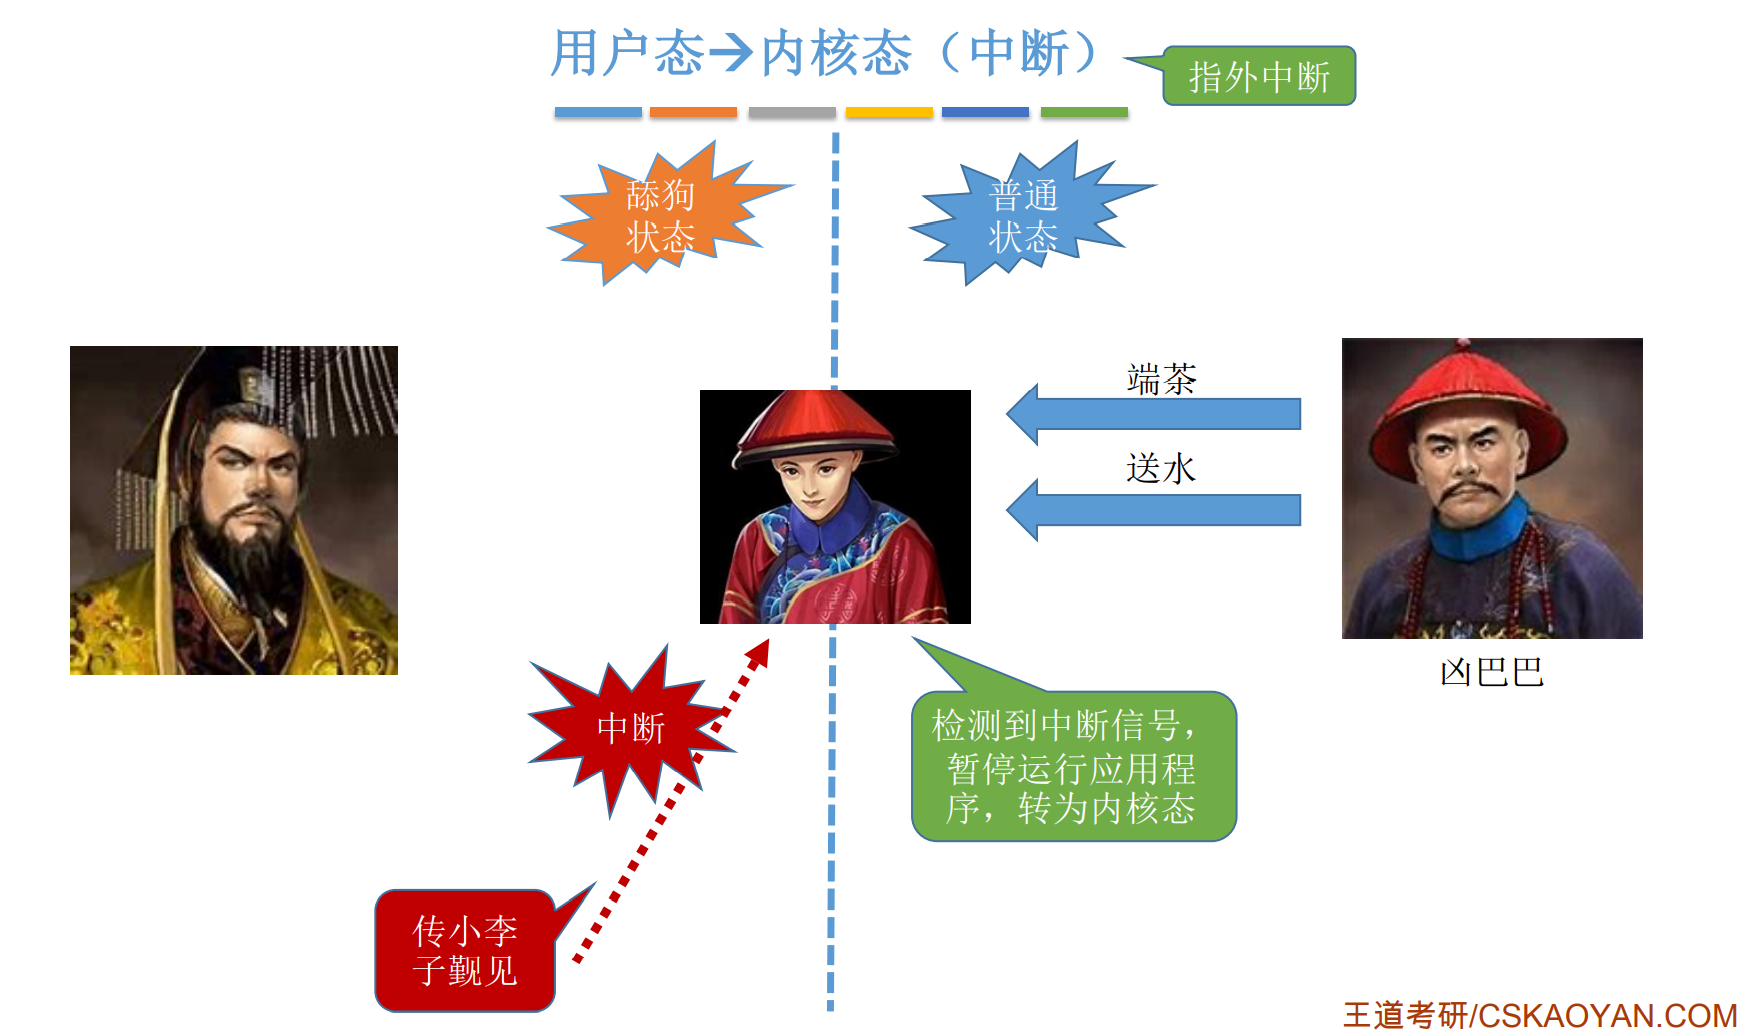 用户态→内核态（中断）
指外中断
舔狗
状态
普通
状态
端茶
送水
凶巴巴
中断
检测到中断信号，
暂停运行应用程
序，转为内核态
传小李
子觐见
王道考研/CSKAOYAN.COM